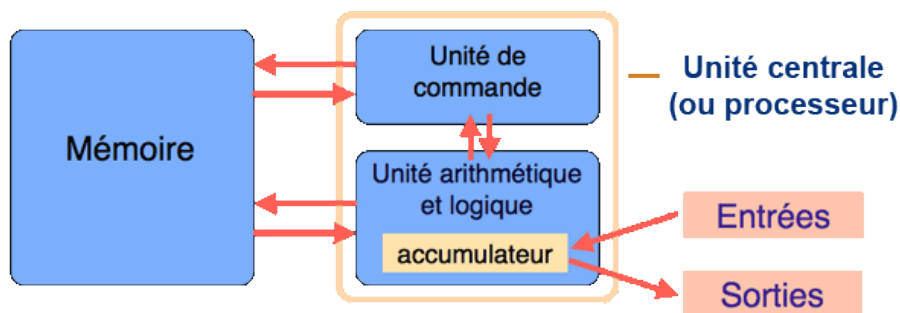 Mémoire
Unité de
commande
Unité centrale
(ou processeur)
Unité arithmétique
et logique
accumulateur
Entrées
Sorties